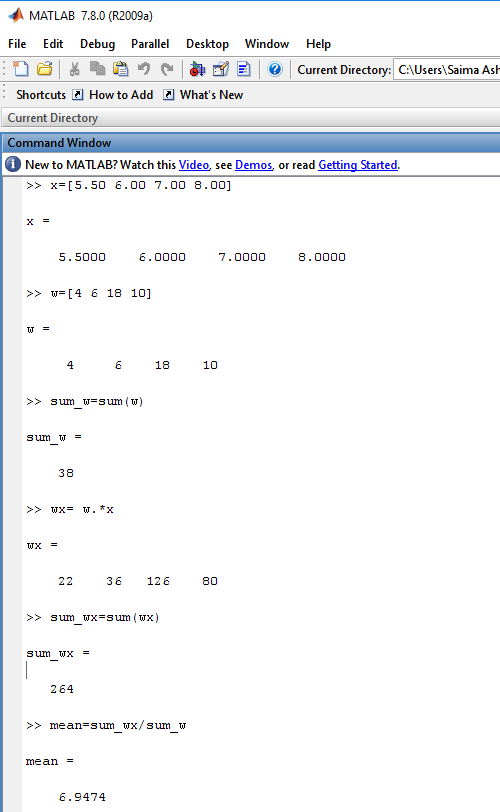 MATLAB 7.8.0 (R2009a)
File Edit Debug Parallel Desktop Window Help
Current Directory: C:\Users\Saima Ash
Shortcuts How to Add What's New
Current Directory
Command Window
New to MATLAB? Watch this Video, see Demos, or read Getting Started.
>> x=[5.50 6.00 7.00 8.00]
x =
5.5000 6.0000 7.0000 8.0000
>> w=[4 6 18 10]
w =
4 6 18 10
>> sum_w=sum(w)
sum_w =
38
>> wx= w.*x
wx =
22 36 126 80
>> sum_wx=sum(wx)
sum_wx =
264
>> mean=sum_wx/sum_w
mean =
6.9474